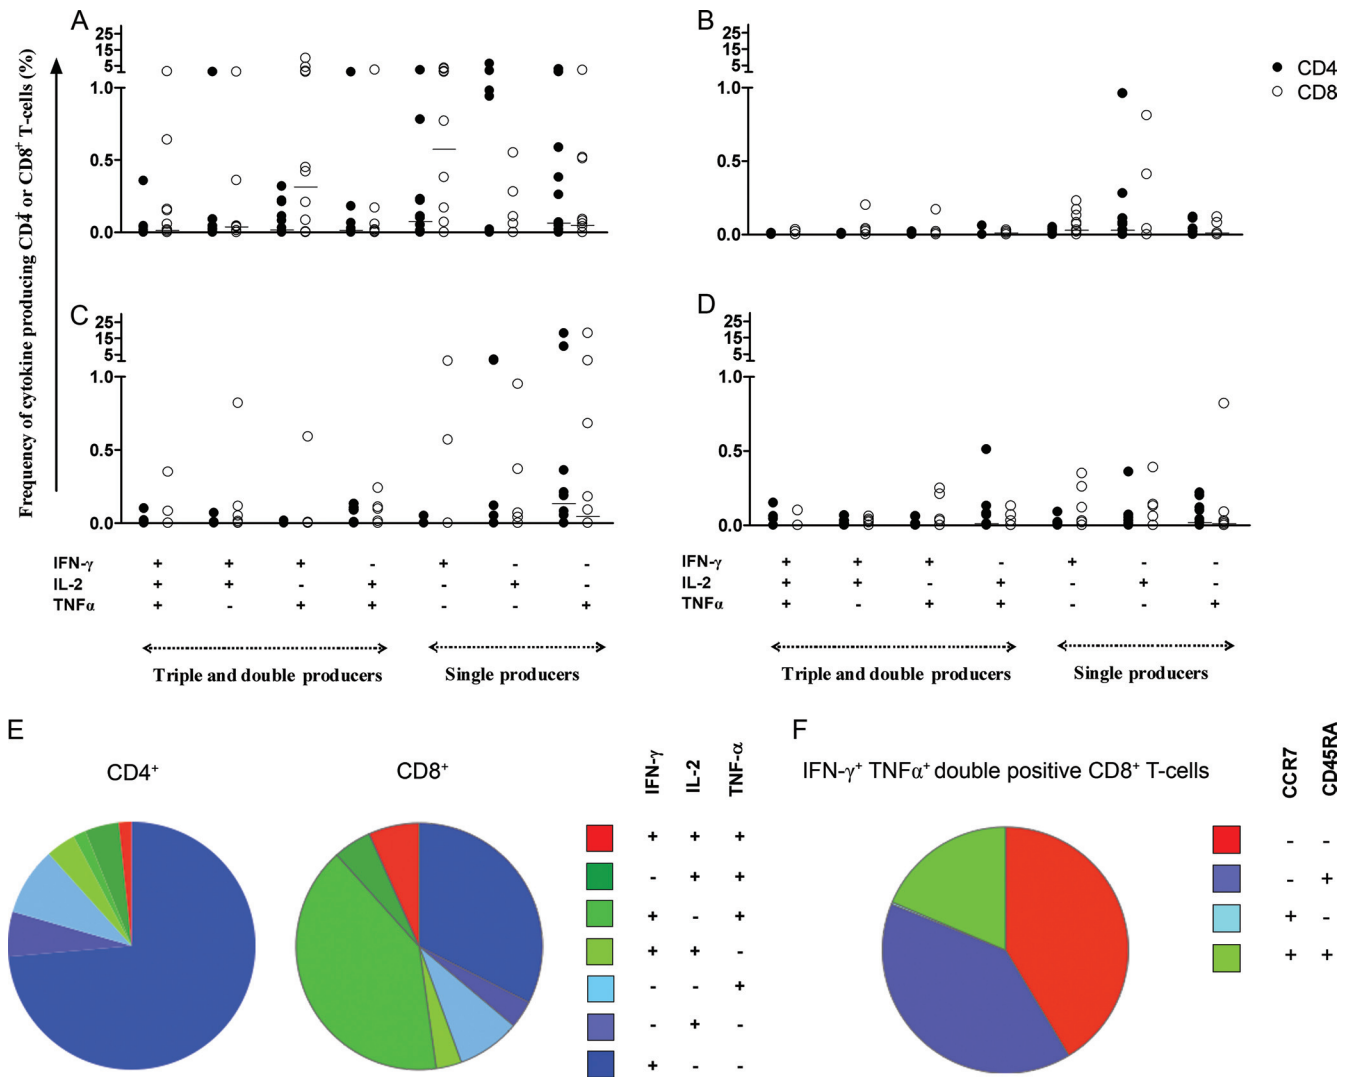 A
B
25
15
5
1.0
0.5
0.0
25
15
5
1.0
0.5
0.0
CD4
CD8
Frequency of cytokine producing CD4+ or CD8+ T-cells (%)
C
D
25
15
5
1.0
0.5
0.0
25
15
5
1.0
0.5
0.0
IFN-γ + + + - + - -
IL-2 + + - + - + -
TNFα + - + + - - +
IFN-γ + + + - + - -
IL-2 + + - + - + -
TNFα + - + + - - +
Triple and double producers
Single producers
Triple and double producers
Single producers
E
CD4+
CD8+
IFN-γ
IL-2
TNF-α
+ + +
- + +
+ - +
+ + -
- - +
- + -
+ - -
F
IFN-γ+ TNFα+ double positive CD8+ T-cells
CCR7
CD45RA
- -
- +
+ -
+ +